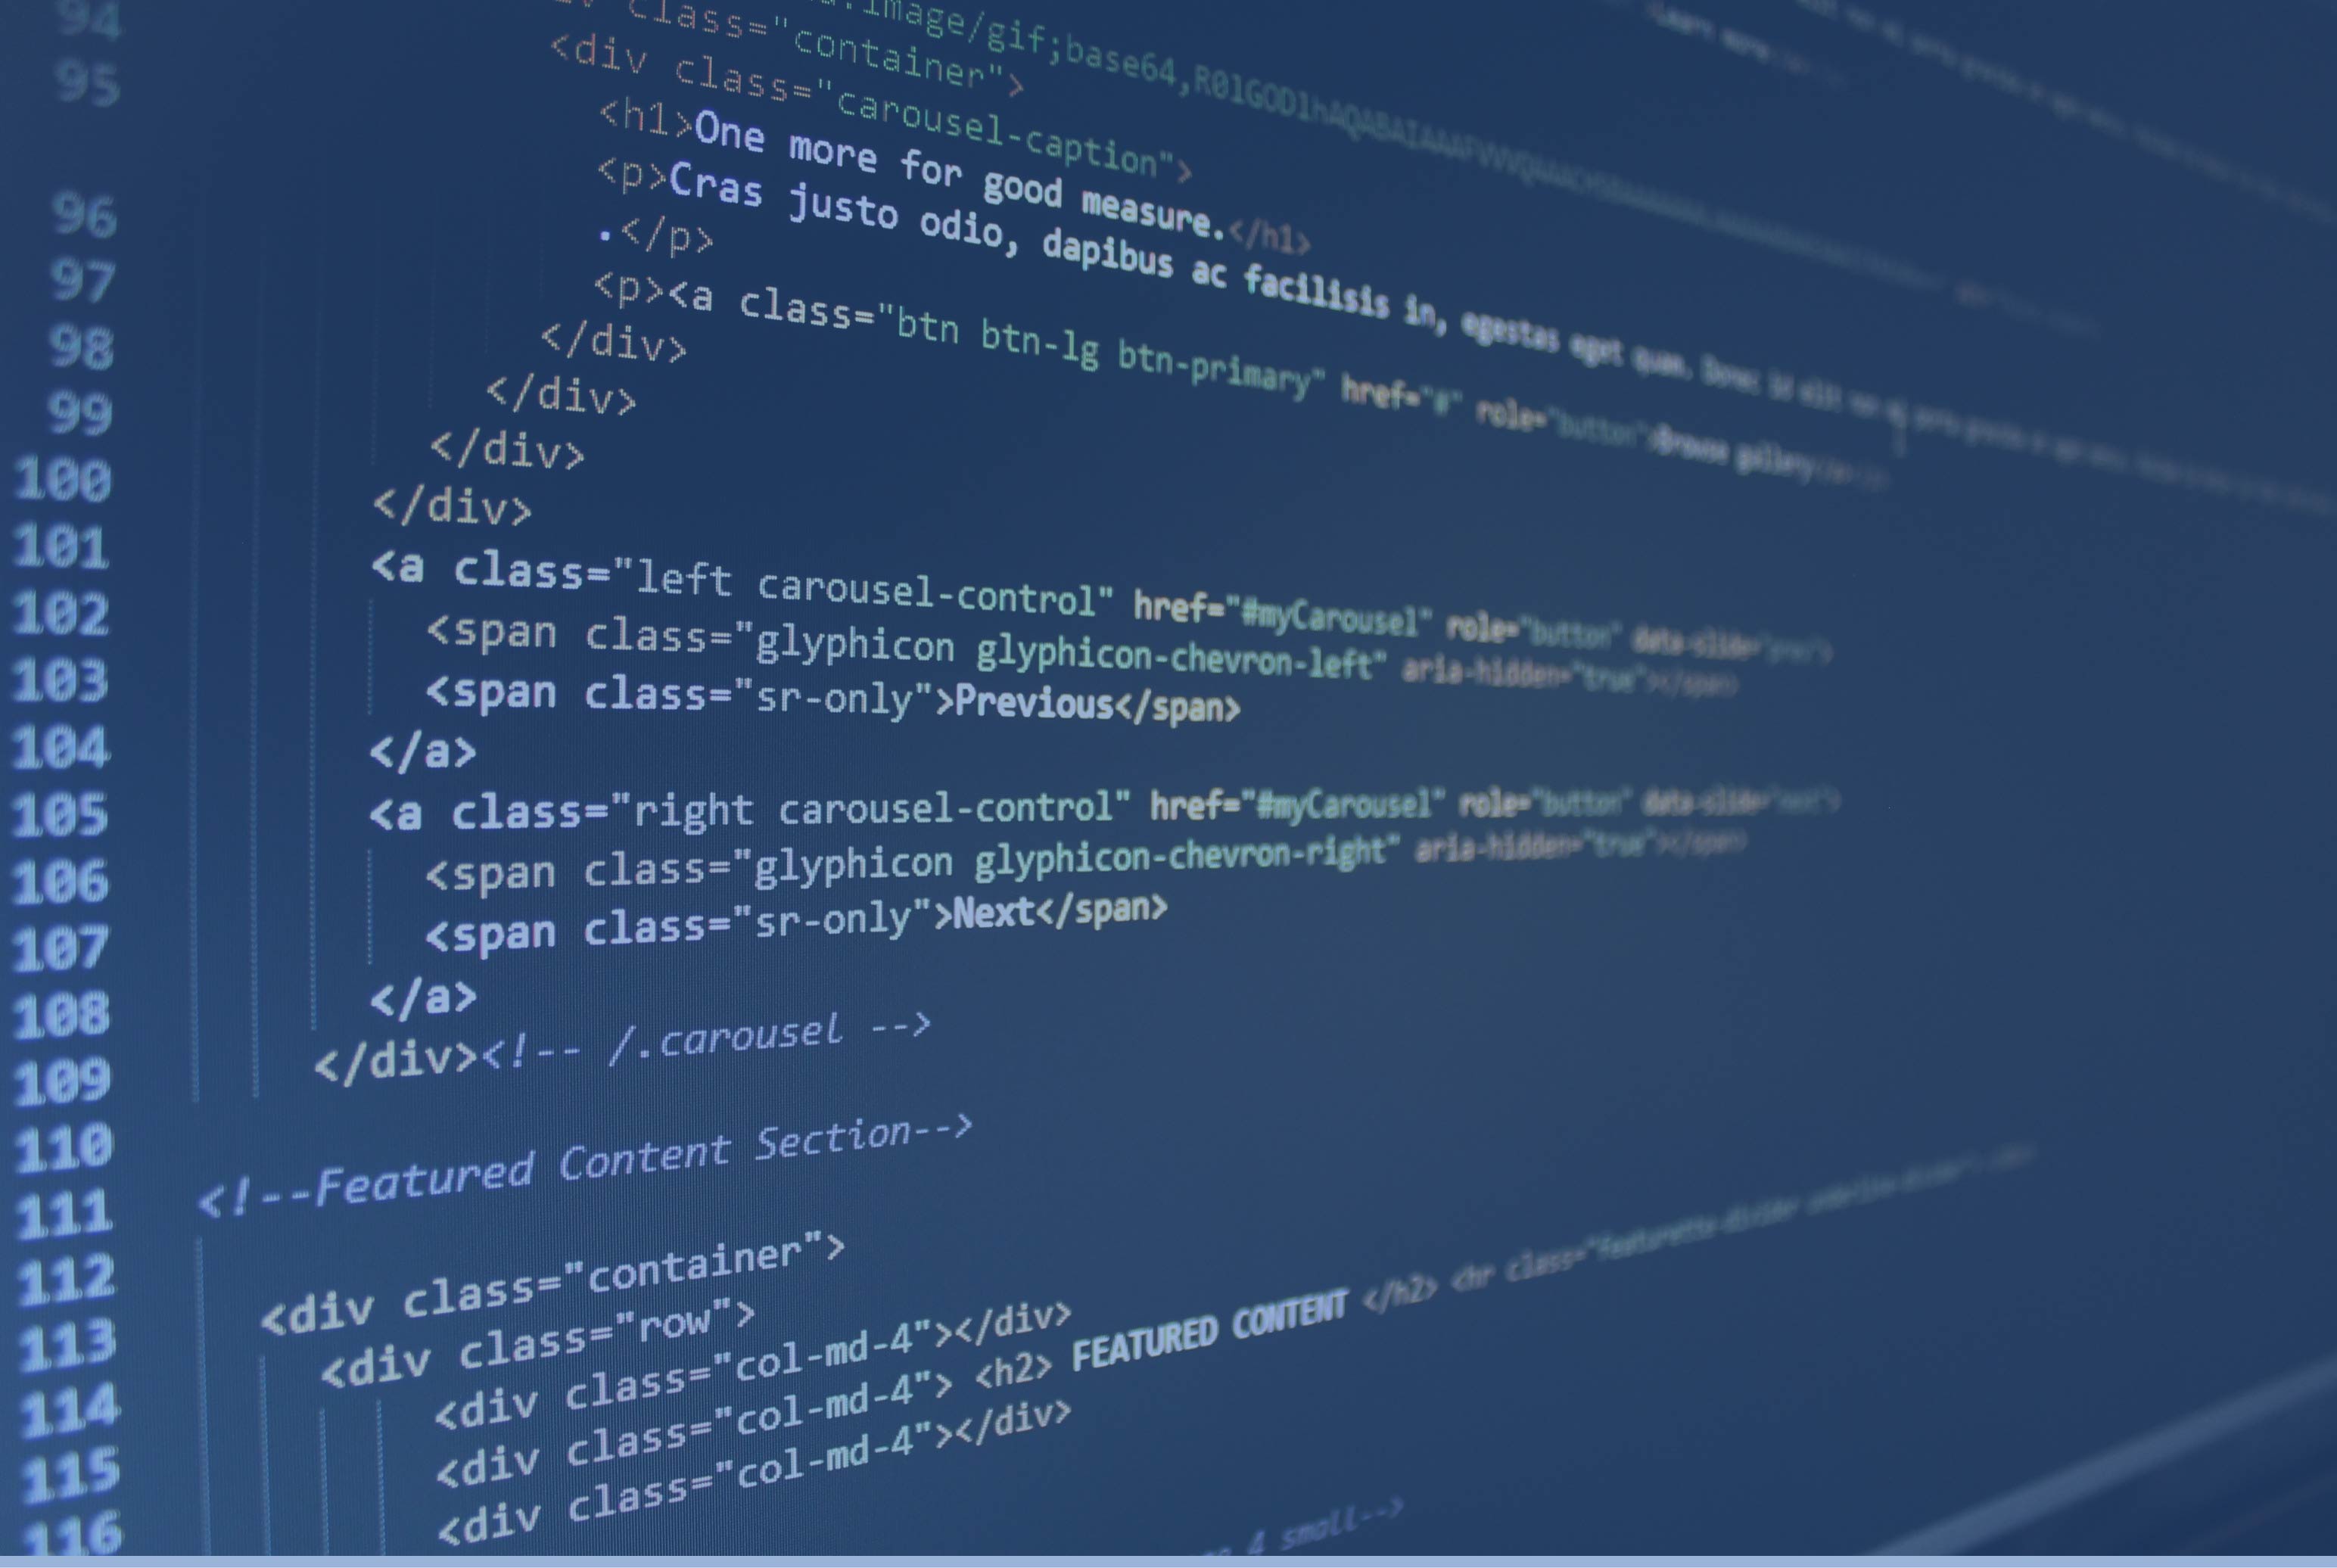 94
95
image/gif;base64,
class="container">
<div class="carousel-caption">
<h1>One more for good measure.</h1>
96 <p>Cras justo odio, dapibus ac facilisis in, egestas eget quam. Donec id elit non
.</p>
97 <p><a class="btn btn-lg btn-primary" href="#" role="button">Browse gallery
98 </div>
99 </div>
100 </div>
101 </div>
102 <a class="left carousel-control" href="#myCarousel" role="button" data-slide="prev">
103 <span class="glyphicon glyphicon-chevron-left" aria-hidden="true"></span>
104 <span class="sr-only">Previous</span>
</a>
105 <a class="right carousel-control" href="#myCarousel" role="button" data-slide="next">
106 <span class="glyphicon glyphicon-chevron-right" aria-hidden="true"></span>
107 <span class="sr-only">Next</span>
108 </a>
109 </div><!-- /.carousel -->
110
111 <!--Featured Content Section-->
112
113 <div class="container">
114 <div class="row">
115 <div class="col-md-4"></div>
116 <div class="col-md-4"> <h2> FEATURED CONTENT </h2> <hr class="featurette-divider
<div class="col-md-4"></div>
4 small-->
Learn more